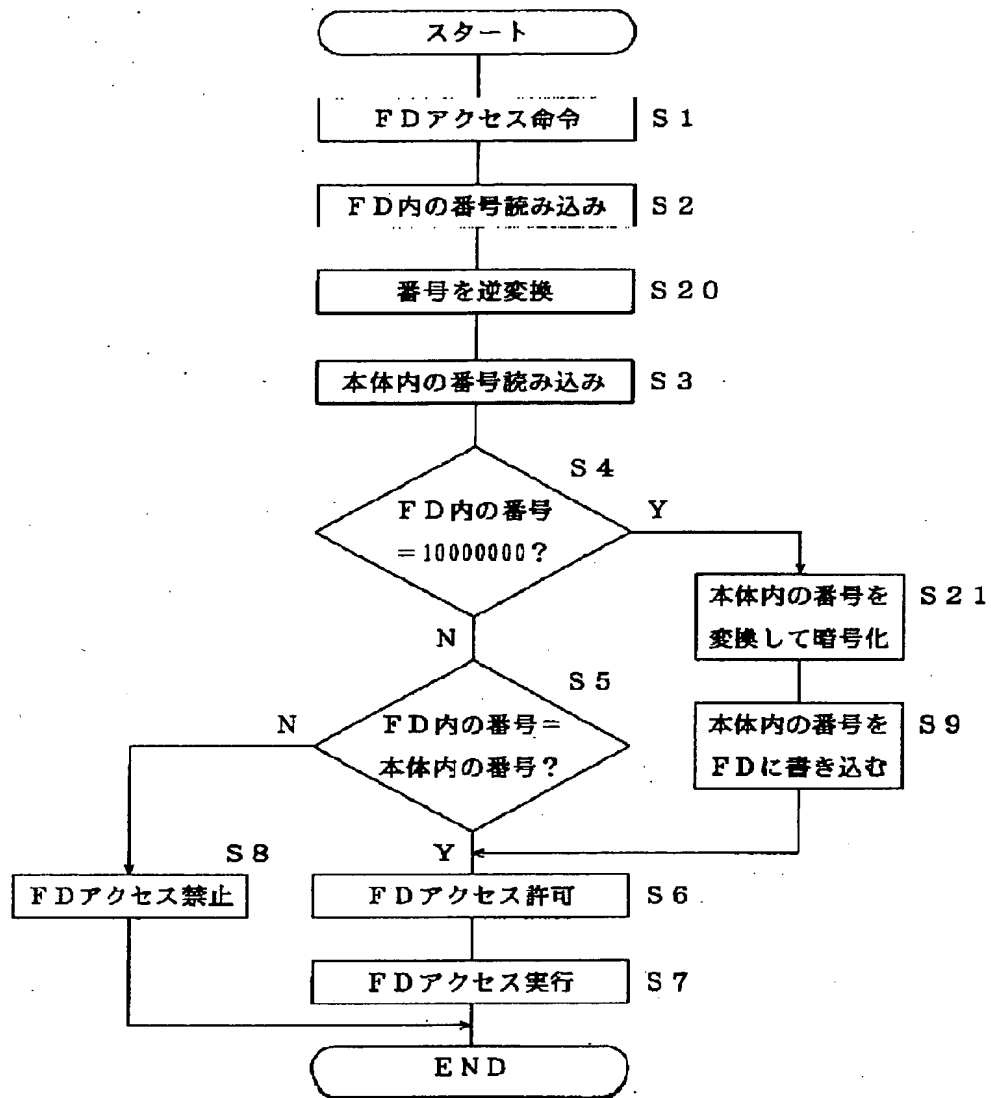 スタート
FDアクセス命令
S1
FD内の番号読み込み
S2
番号を逆変換
S20
本体内の番号読み込み
S3
S4
FD内の番号
=10000000?
Y
N
本体内の番号を
変換して暗号化
S21
S5
FD内の番号=
本体内の番号?
N
Y
本体内の番号を
FDに書き込む
S9
S8
FDアクセス禁止
FDアクセス許可
S6
FDアクセス実行
S7
END